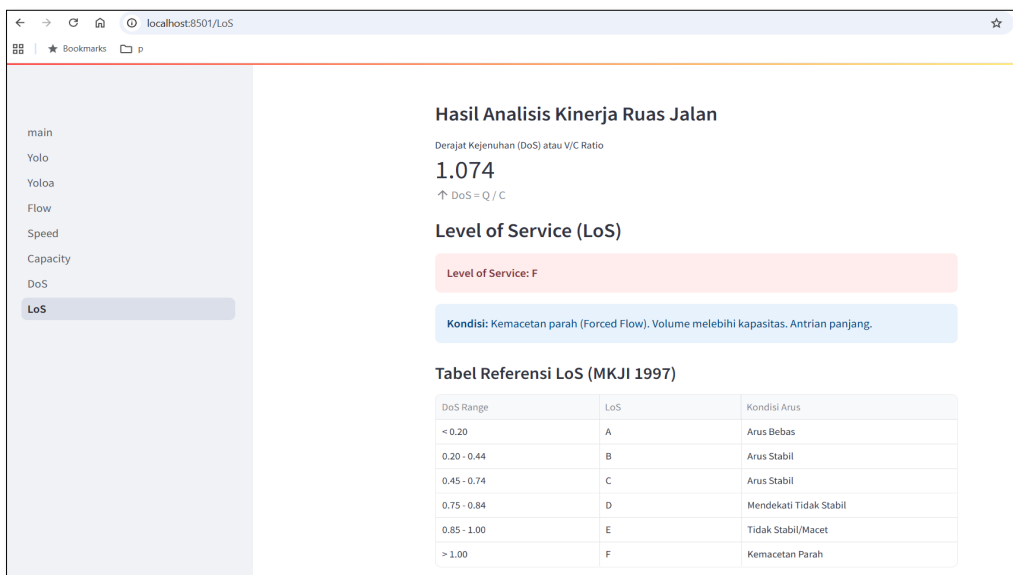 localhost:8501/LoS
Bookmarks p
main
Yolo
Yoloa
Flow
Speed
Capacity
DoS
LoS
Hasil Analisis Kinerja Ruas Jalan
Derajat Kejenuhan (DoS) atau V/C Ratio
1.074
↑ DoS = Q / C
Level of Service (LoS)
Level of Service: F
Kondisi: Kemacetan parah (Forced Flow). Volume melebihi kapasitas. Antrian panjang.
Tabel Referensi LoS (MKJI 1997)
DoS Range LoS Kondisi Arus
< 0.20 A Arus Bebas
0.20 - 0.44 B Arus Stabil
0.45 - 0.74 C Arus Stabil
0.75 - 0.84 D Mendekati Tidak Stabil
0.85 - 1.00 E Tidak Stabil/Macet
> 1.00 F Kemacetan Parah